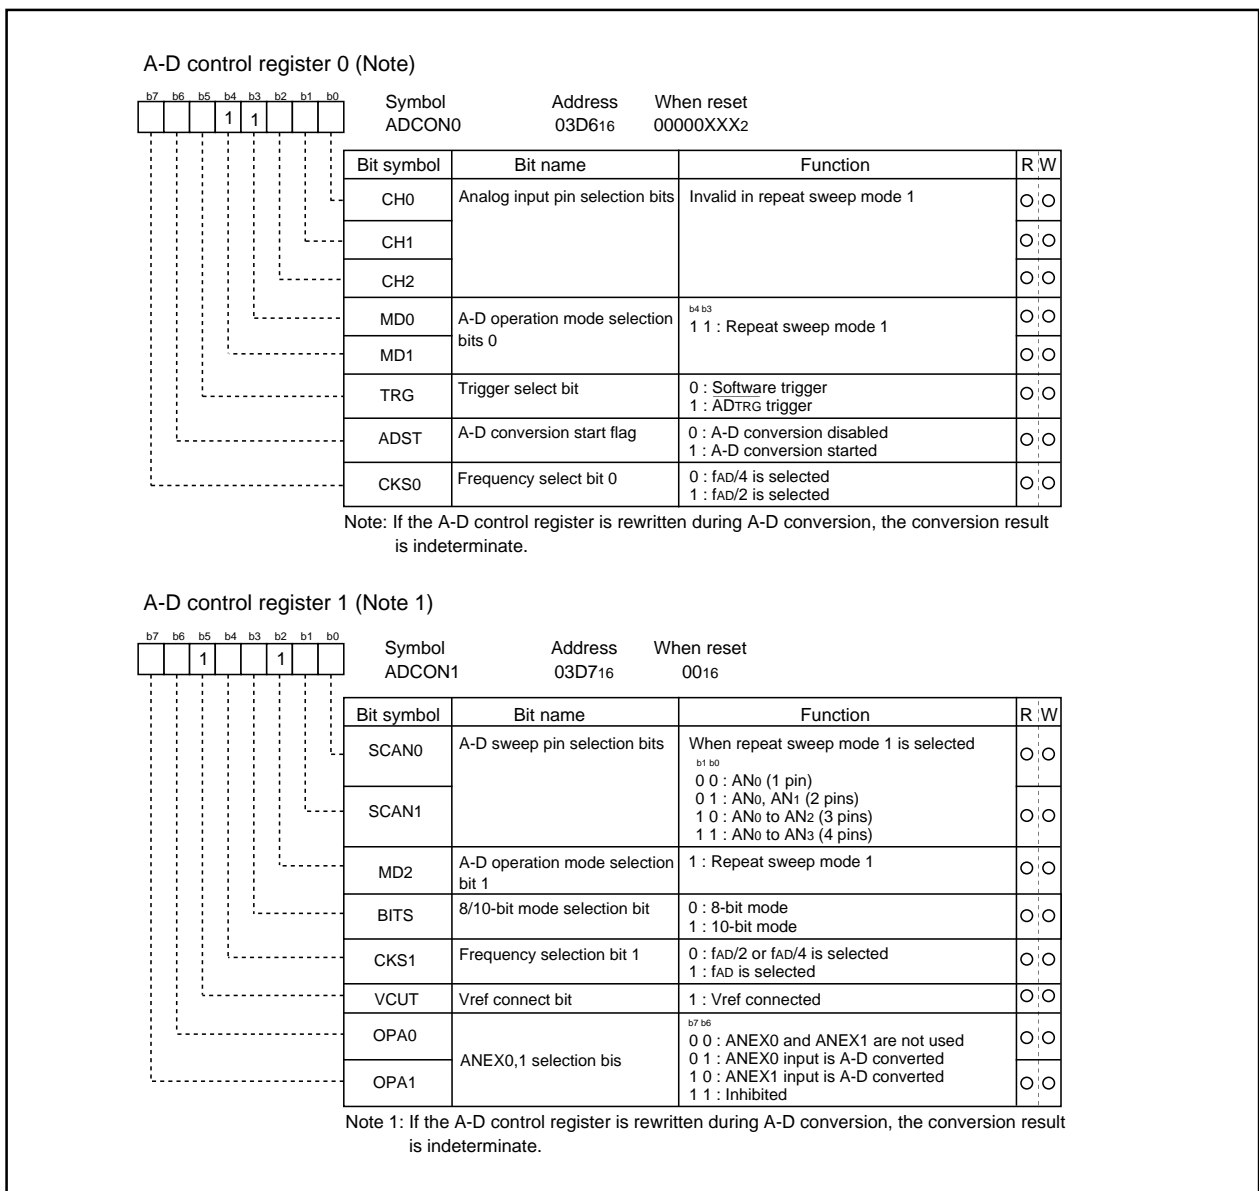 A-D control register 0 (Note)
b7 b6 b5 b4 b3 b2 b1 b0
1 1
Symbol Address When reset
ADCON0 03D616 00000XXX2
Bit symbol Bit name Function R W
CH0 Analog input pin selection bits Invalid in repeat sweep mode 1
CH1
CH2
MD0 A-D operation mode selection bits 0
b4 b3
1 1 : Repeat sweep mode 1
MD1
TRG Trigger select bit 0 : Software trigger
1 : ADTRG trigger
ADST A-D conversion start flag 0 : A-D conversion disabled
1 : A-D conversion started
CKS0 Frequency select bit 0 0 : fAD/4 is selected
1 : fAD/2 is selected
Note: If the A-D control register is rewritten during A-D conversion, the conversion result
is indeterminate.
A-D control register 1 (Note 1)
b7 b6 b5 b4 b3 b2 b1 b0
1 1
Symbol Address When reset
ADCON1 03D716 0016
Bit symbol Bit name Function R W
SCAN0 A-D sweep pin selection bits When repeat sweep mode 1 is selected
b1 b0
0 0 : AN0 (1 pin)
0 1 : AN0, AN1 (2 pins)
SCAN1 1 0 : AN0 to AN2 (3 pins)
1 1 : AN0 to AN3 (4 pins)
MD2 A-D operation mode selection bit 1 1 : Repeat sweep mode 1
BITS 8/10-bit mode selection bit 0 : 8-bit mode
1 : 10-bit mode
CKS1 Frequency selection bit 1 0 : fAD/2 or fAD/4 is selected
1 : fAD is selected
VCUT Vref connect bit 1 : Vref connected
b7 b6
OPA0 ANEX0,1 selection bis 0 0 : ANEX0 and ANEX1 are not used
0 1 : ANEX0 input is A-D converted
OPA1 1 0 : ANEX1 input is A-D converted
1 1 : Inhibited
Note 1: If the A-D control register is rewritten during A-D conversion, the conversion result
is indeterminate.